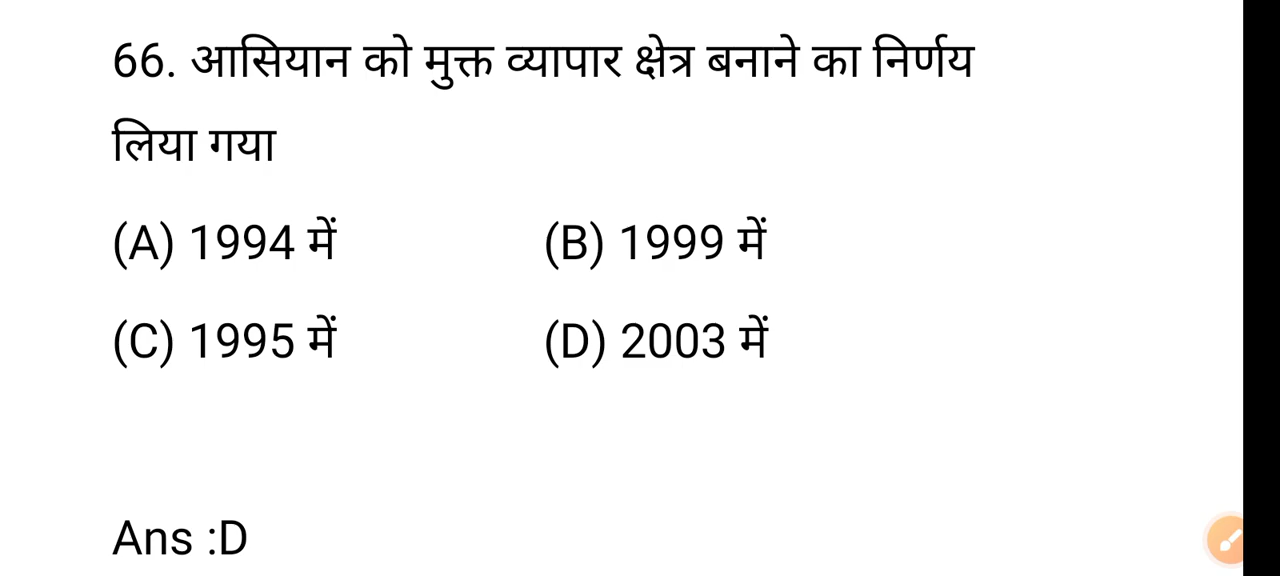 66. आसियान को मुक्त व्यापार क्षेत्र बनाने का निर्णय
लिया गया
(A) 1994 में (B) 1999 में
(C) 1995 में (D) 2003 में
Ans :D